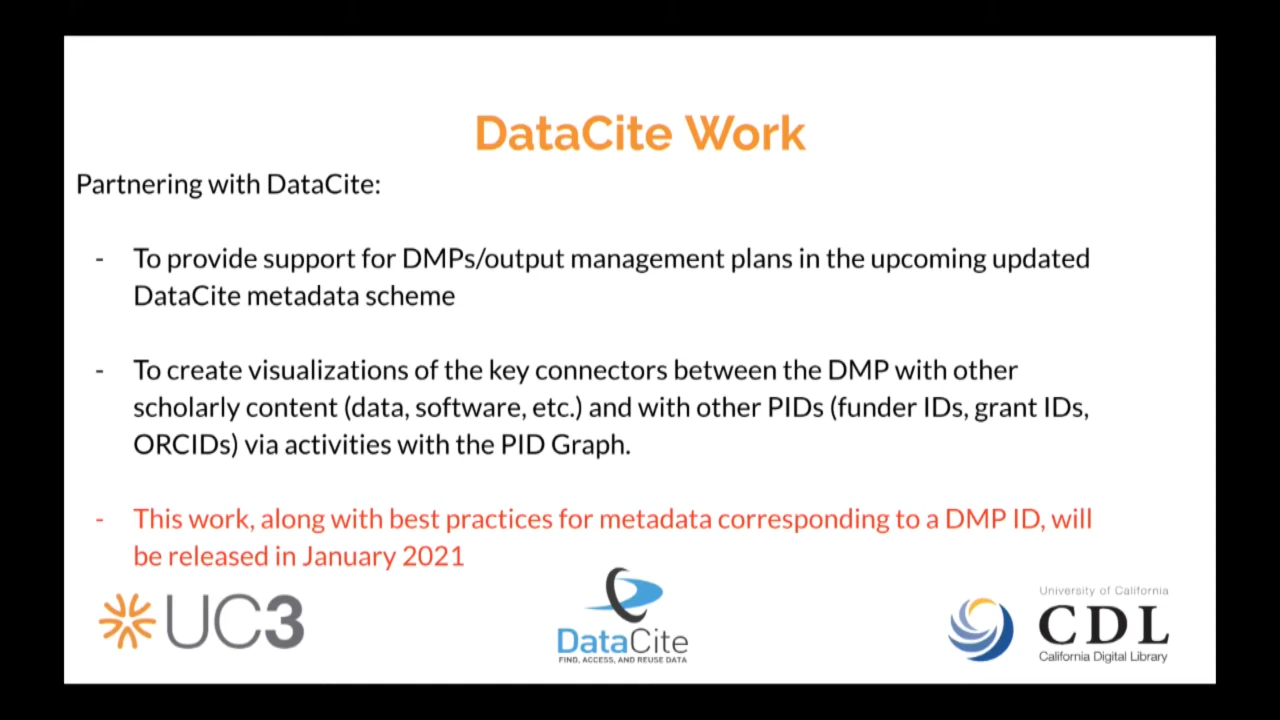 DataCite Work
Partnering with DataCite:
- To provide support for DMPs/output management plans in the upcoming updated
DataCite metadata scheme
- To create visualizations of the key connectors between the DMP with other
scholarly content (data, software, etc.) and with other PIDs (funder IDs, grant IDs,
ORCIDs) via activities with the PID Graph.
- This work, along with best practices for metadata corresponding to a DMP ID, will
be released in January 2021
UC3
DataCite
FIND, ACCESS, AND REUSE DATA
University of California
CDL
California Digital Library